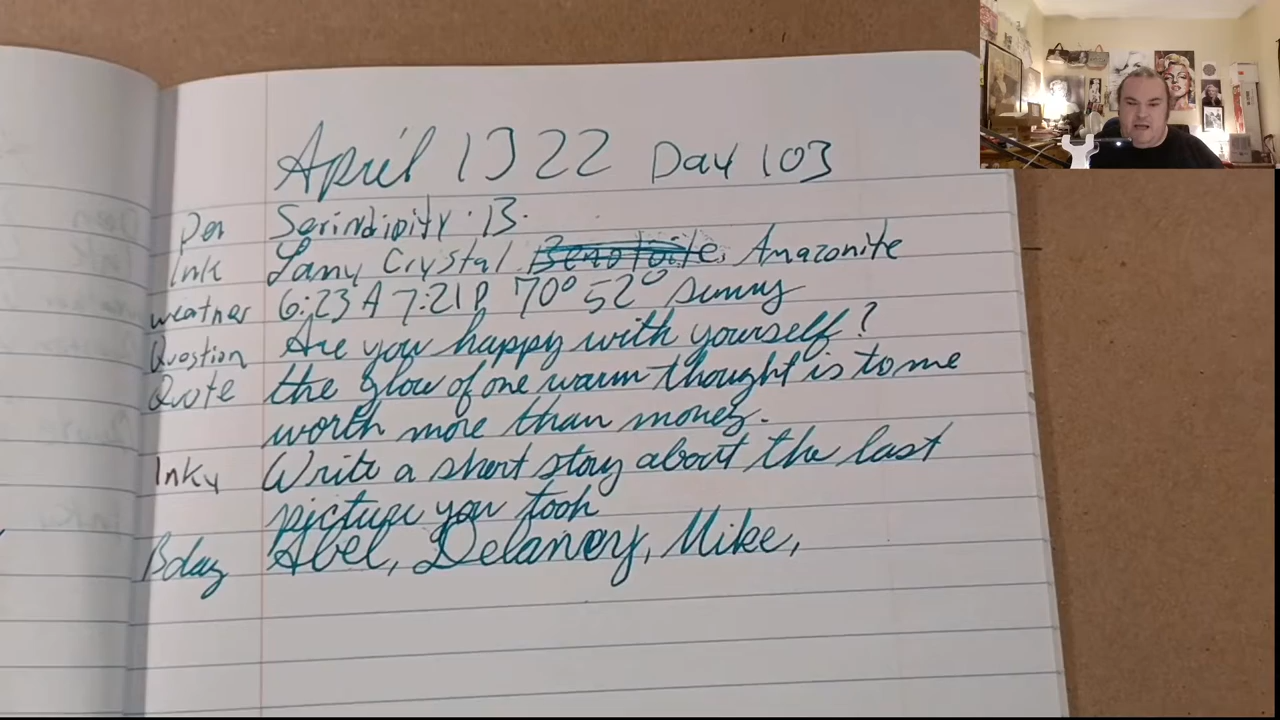 April 13 22 Day 103
Pen Serindipity · 13.
Ink Lamy Crystal Benotoite, Amazonite
weather 6:23 A 7:21 P 70° 52° sunny
Question Are you happy with yourself?
Quote the glow of one warm thought is to me
worth more than money.
Inky Write a short story about the last
picture you took
Bday Abel, Delaney, Mike,